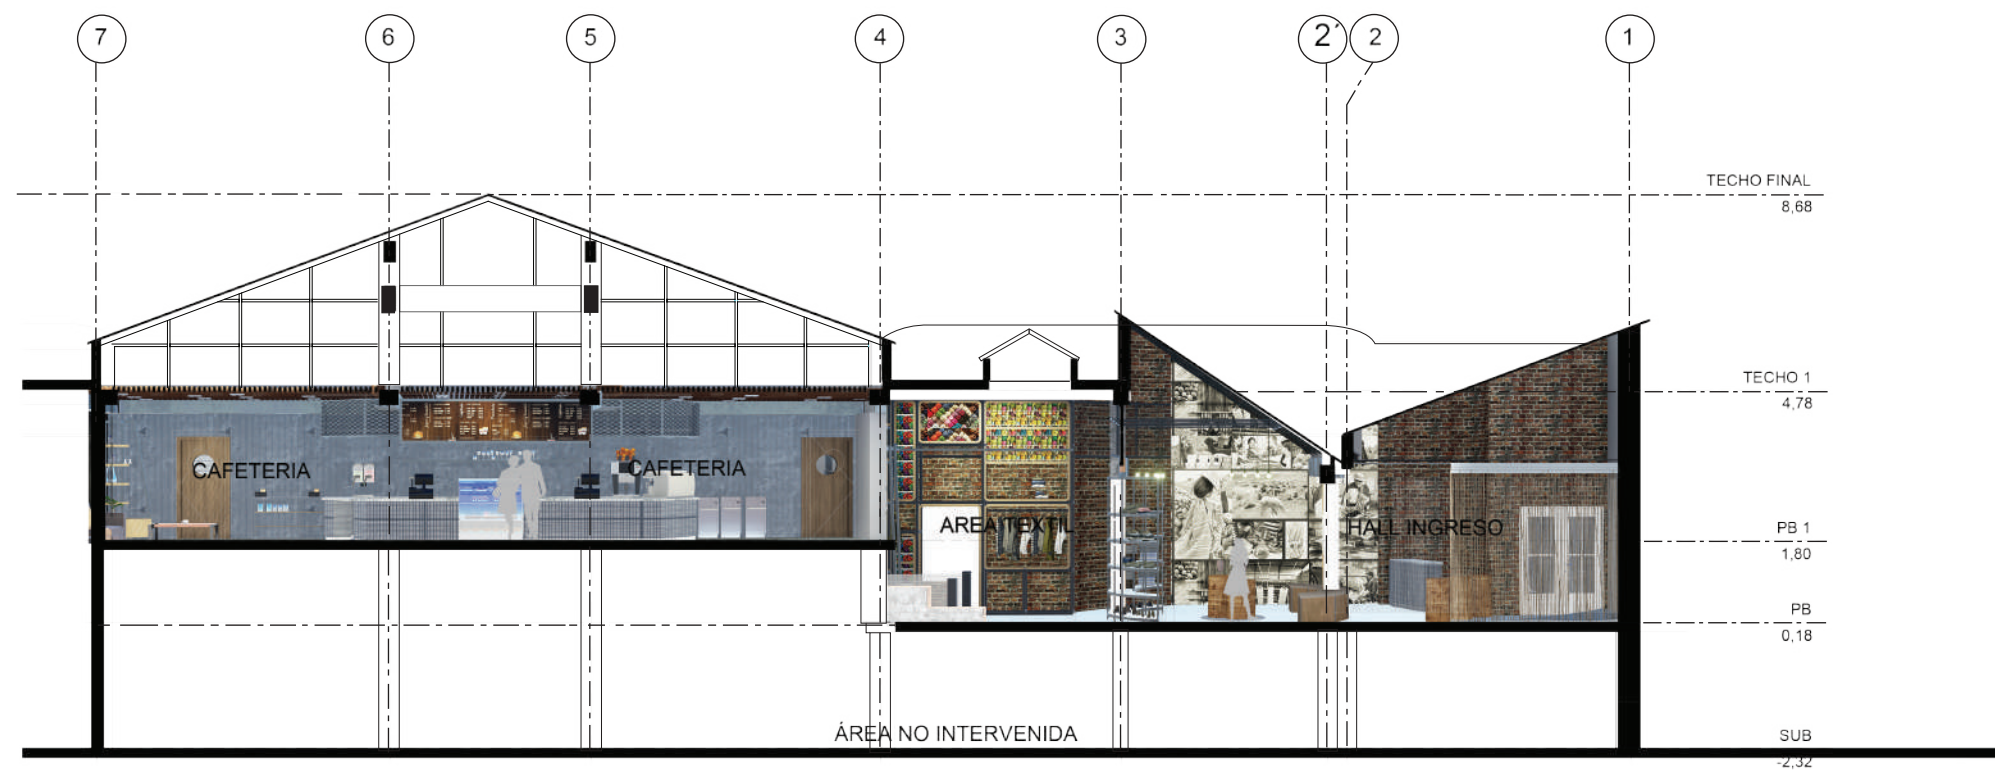 7 6 5 4 3 2´ 2 1
TECHO FINAL
8,68
TECHO 1
4,78
CAFETERIA
CAFETERIA
AREA TEXTIL
HALL INGRESO
PB 1
1,80
PB
0,18
ÁREA NO INTERVENIDA
SUB
-2,32